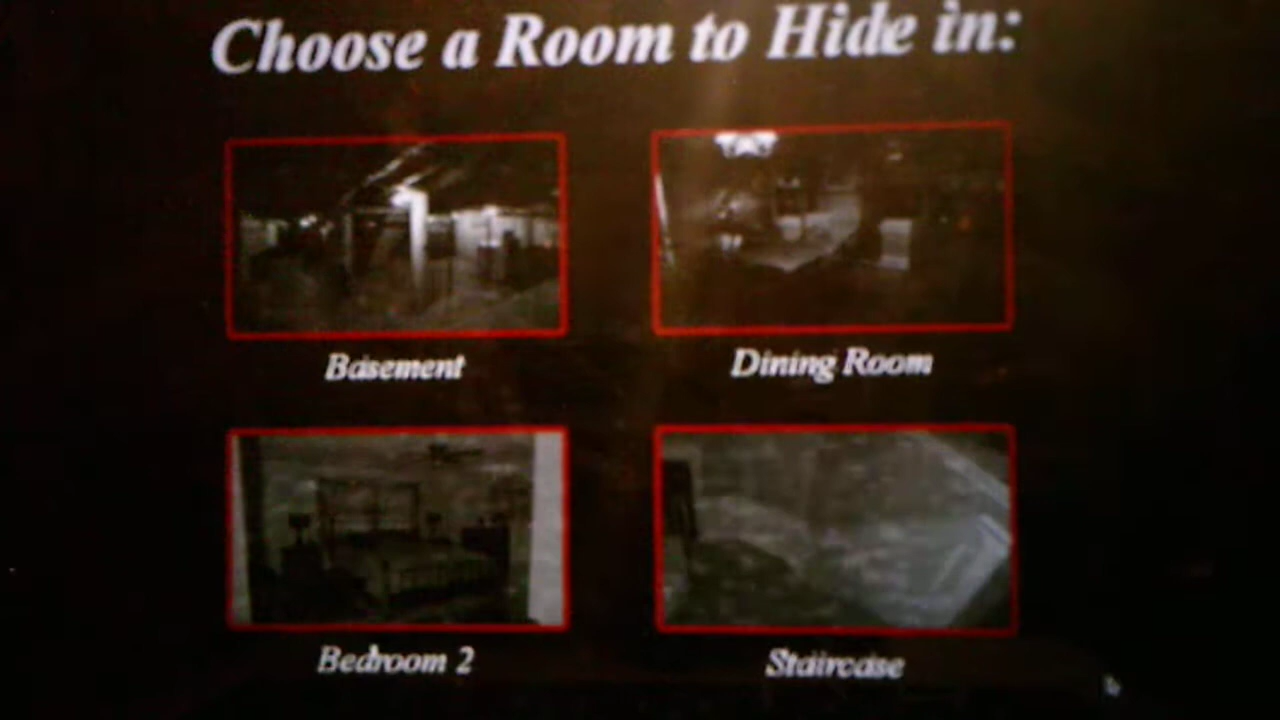 Choose a Room to Hide in:
Basement
Dining Room
Bedroom 2
Staircase